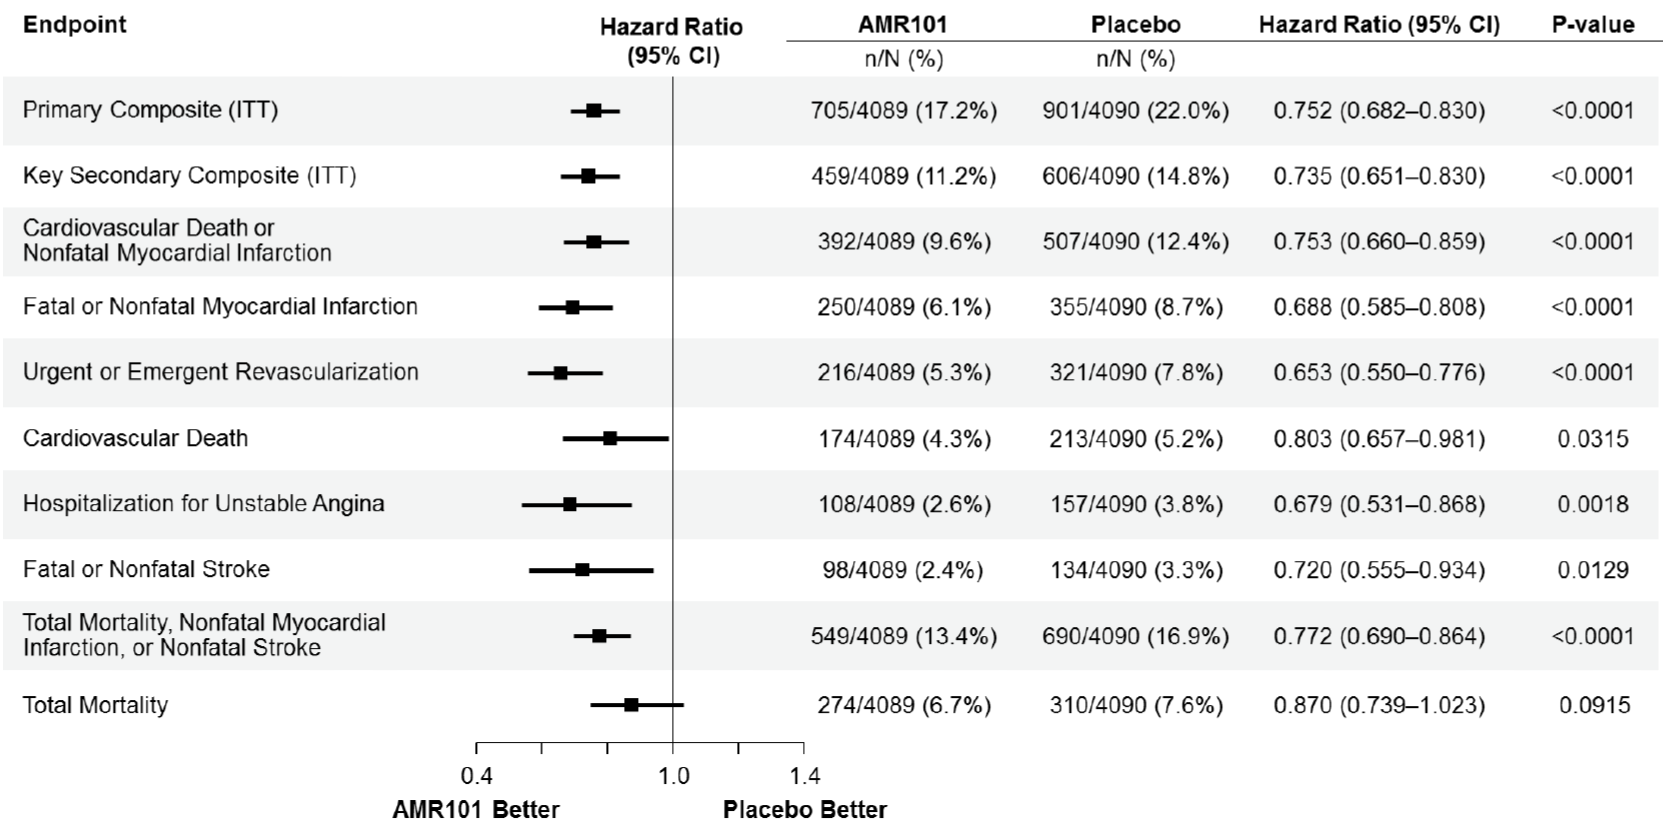 Endpoint Hazard Ratio AMR101 Placebo Hazard Ratio (95% CI) P-value
(95% CI) n/N (%) n/N (%)
Primary Composite (ITT) 705/4089 (17.2%) 901/4090 (22.0%) 0.752 (0.682–0.830) <0.0001
Key Secondary Composite (ITT) 459/4089 (11.2%) 606/4090 (14.8%) 0.735 (0.651–0.830) <0.0001
Cardiovascular Death or
Nonfatal Myocardial Infarction 392/4089 (9.6%) 507/4090 (12.4%) 0.753 (0.660–0.859) <0.0001
Fatal or Nonfatal Myocardial Infarction 250/4089 (6.1%) 355/4090 (8.7%) 0.688 (0.585–0.808) <0.0001
Urgent or Emergent Revascularization 216/4089 (5.3%) 321/4090 (7.8%) 0.653 (0.550–0.776) <0.0001
Cardiovascular Death 174/4089 (4.3%) 213/4090 (5.2%) 0.803 (0.657–0.981) 0.0315
Hospitalization for Unstable Angina 108/4089 (2.6%) 157/4090 (3.8%) 0.679 (0.531–0.868) 0.0018
Fatal or Nonfatal Stroke 98/4089 (2.4%) 134/4090 (3.3%) 0.720 (0.555–0.934) 0.0129
Total Mortality, Nonfatal Myocardial
Infarction, or Nonfatal Stroke 549/4089 (13.4%) 690/4090 (16.9%) 0.772 (0.690–0.864) <0.0001
Total Mortality 274/4089 (6.7%) 310/4090 (7.6%) 0.870 (0.739–1.023) 0.0915
0.4 1.0 1.4
AMR101 Better Placebo Better